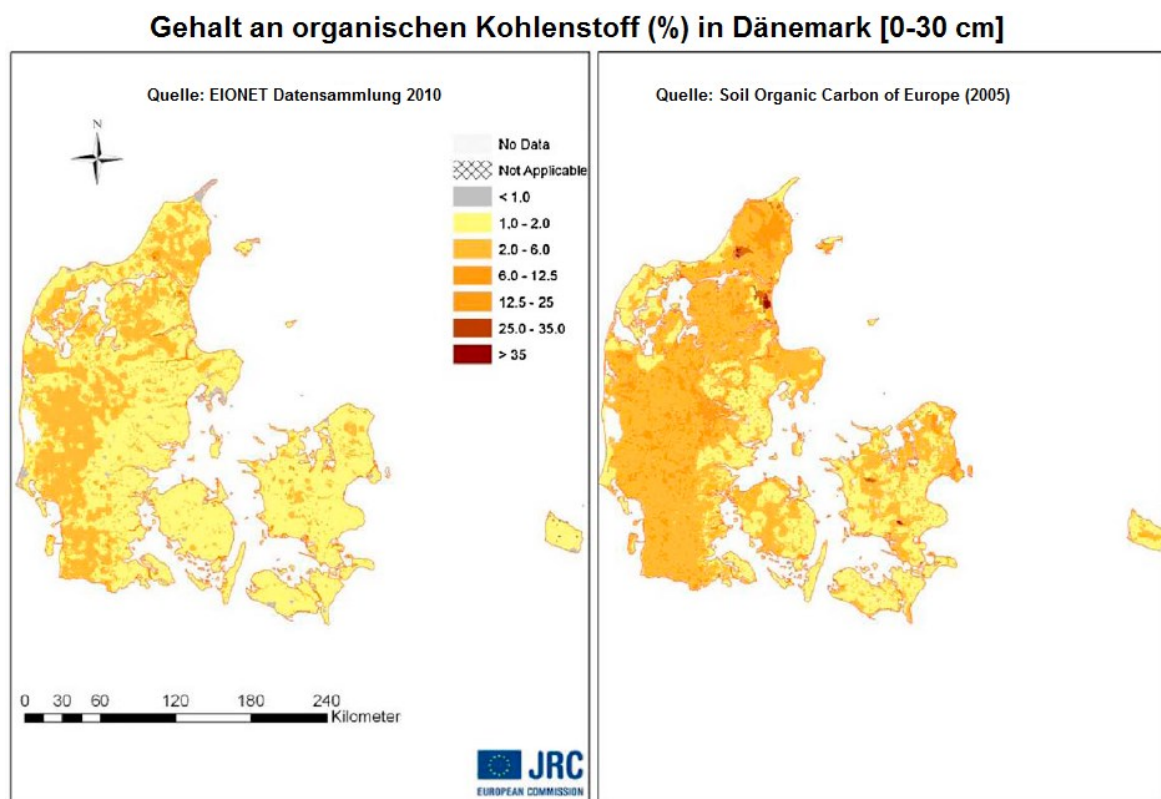 Gehalt an organischen Kohlenstoff (%) in Dänemark [0-30 cm]
Quelle: EIONET Datensammlung 2010
Quelle: Soil Organic Carbon of Europe (2005)
N
No Data
Not Applicable
< 1.0
1.0 - 2.0
2.0 - 6.0
6.0 - 12.5
12.5 - 25
25.0 - 35.0
> 35
0 30 60 120 180 240
Kilometer
JRC
EUROPEAN COMMISSION